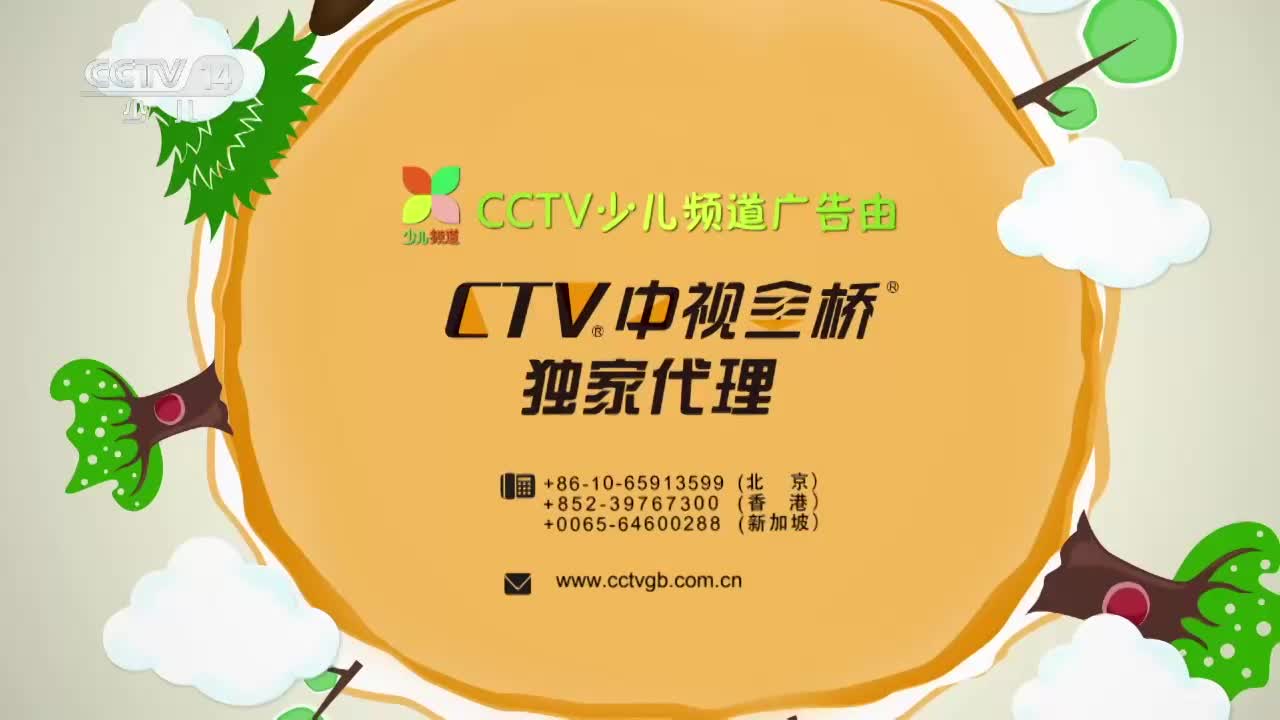 CCTV 14
少儿
CCTV少儿频道广告由
少儿频道
CTV®中视金桥®
独家代理
+86-10-65913599 (北 京)
+852-39767300 (香 港)
+0065-64600288 (新加坡)
www.cctvgb.com.cn